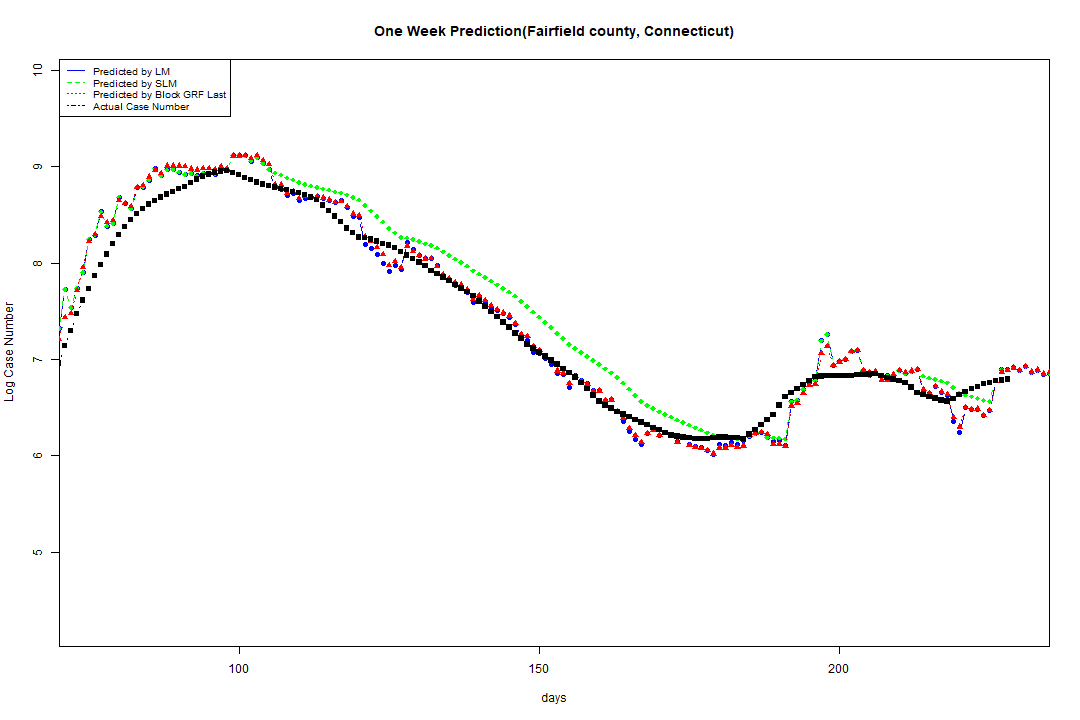 One Week Prediction(Fairfield county, Connecticut)
Predicted by LM
Predicted by SLM
Predicted by Block GRF Last
Actual Case Number
10
9
8
7
6
5
Log Case Number
100 150 200
days